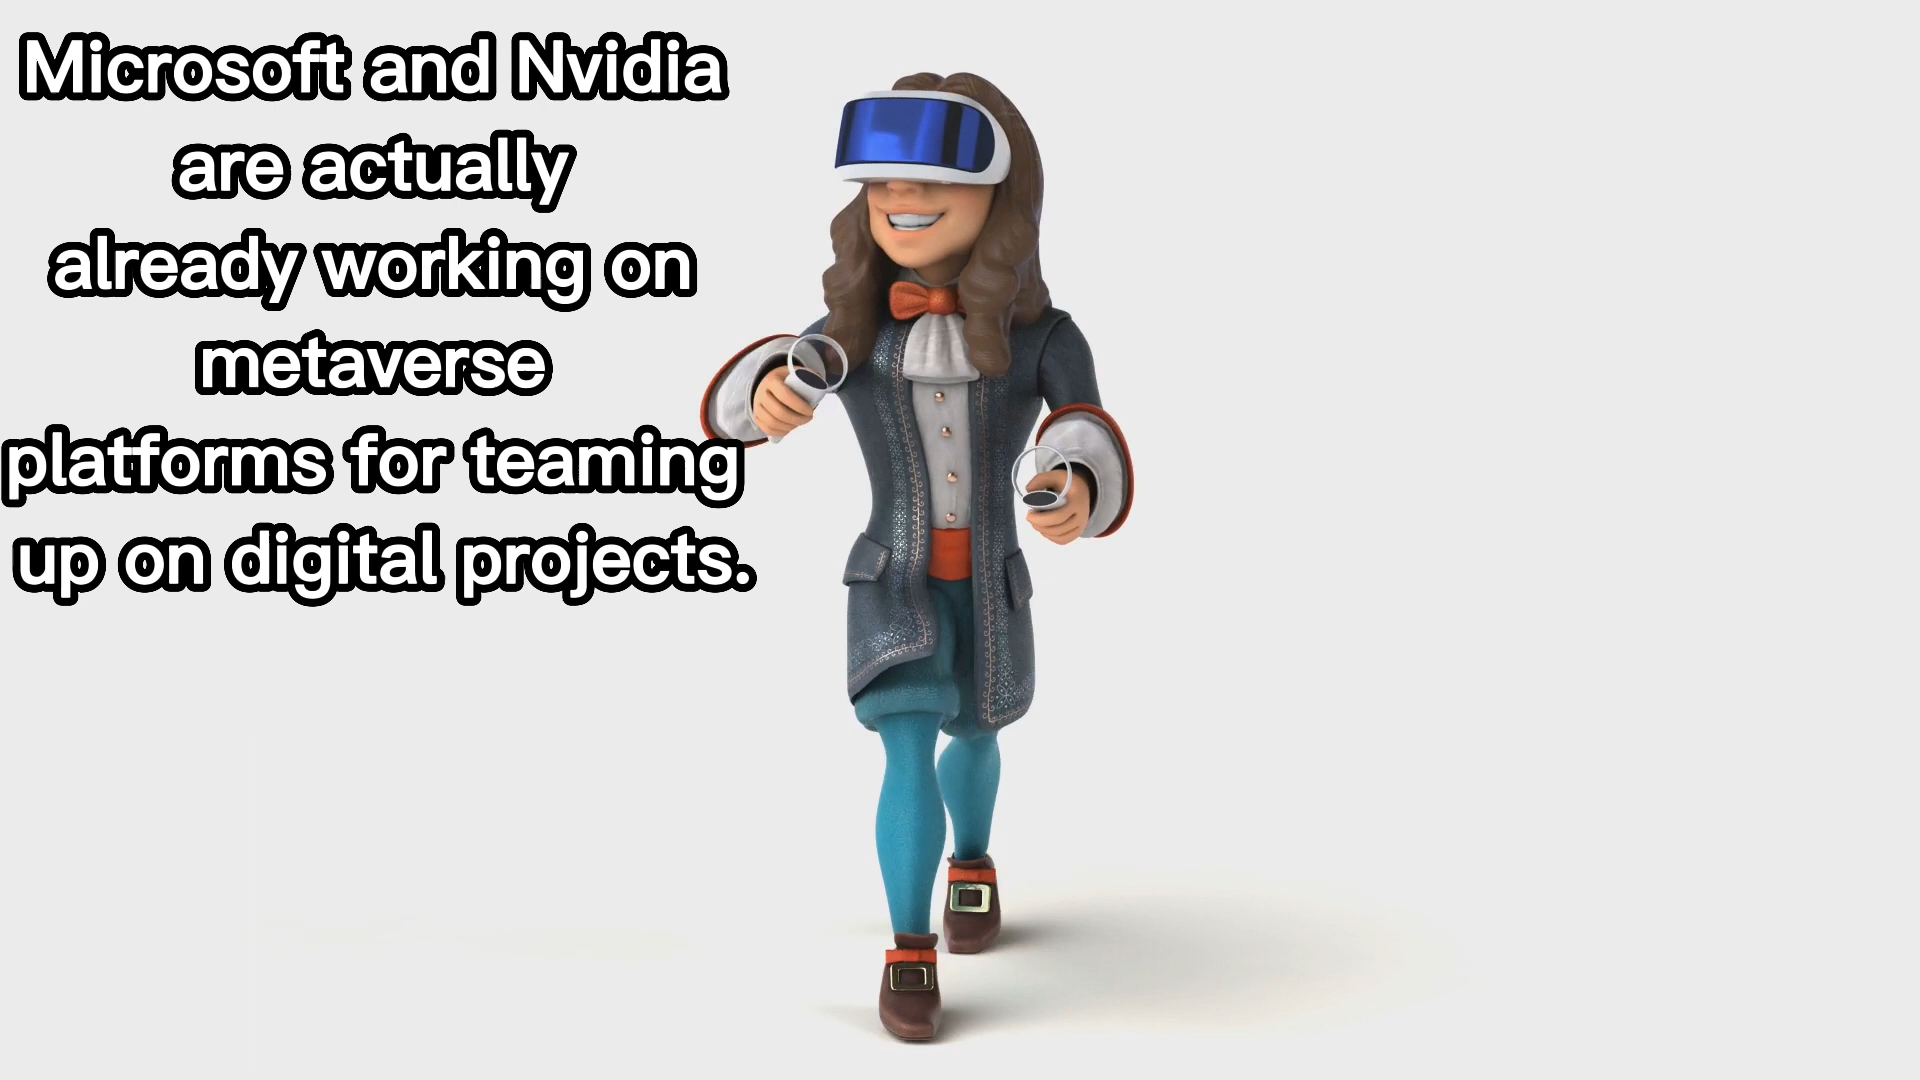 Microsoft and Nvidia
are actually
already working on
metaverse
platforms for teaming
up on digital projects.